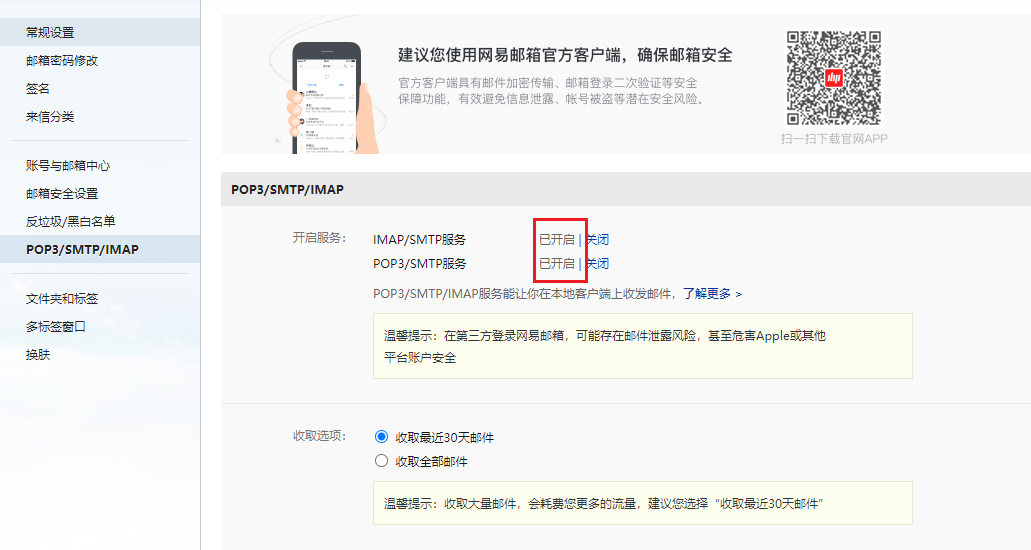 常规设置
邮箱密码修改
签名
来信分类
账号与邮箱中心
邮箱安全设置
反垃圾/黑白名单
POP3/SMTP/IMAP
文件夹和标签
多标签窗口
换肤
建议您使用网易邮箱官方客户端，确保邮箱安全
官方客户端具有邮件加密传输、邮箱登录二次验证等安全
保障功能，有效避免信息泄露、帐号被盗等潜在安全风险。
扫一扫下载官网APP
POP3/SMTP/IMAP
开启服务： IMAP/SMTP服务 已开启 | 关闭
POP3/SMTP服务 已开启 | 关闭
POP3/SMTP/IMAP服务能让你在本地客户端上收发邮件，了解更多 >
温馨提示：在第三方登录网易邮箱，可能存在邮件泄露风险，甚至危害Apple或其他
平台账户安全
收取选项： 收取最近30天邮件
收取全部邮件
温馨提示：收取大量邮件，会耗费您更多的流量，建议您选择“收取最近30天邮件”